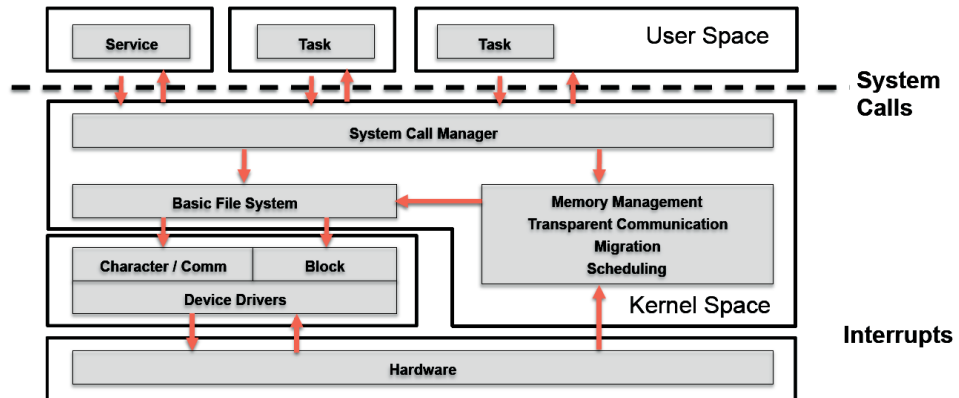 Service
Task
Task
User Space
System
Calls
System Call Manager
Basic File System
Memory Management
Transparent Communication
Migration
Scheduling
Character / Comm
Block
Device Drivers
Kernel Space
Interrupts
Hardware